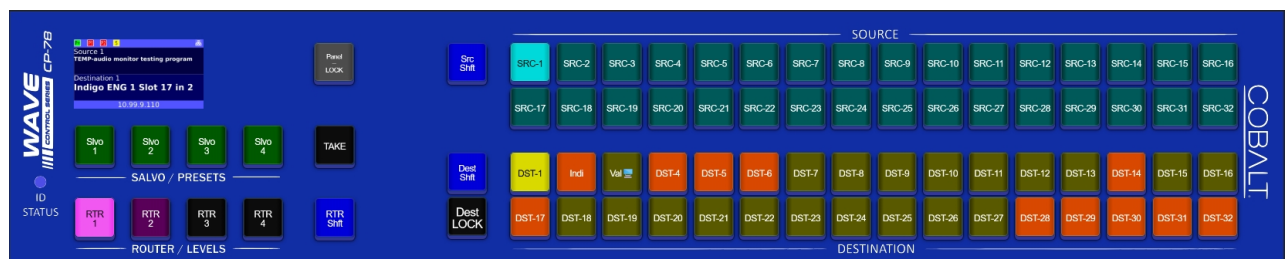 WAVE
CONTROL SERIES CP-78
ID
STATUS
Source 1
TEMP-audio monitor testing program
Destination 1
Indigo ENG 1 Slot 17 in 2
10.99.9.110
Panel
LOCK
Slvo 1
Slvo 2
Slvo 3
Slvo 4
TAKE
SALVO / PRESETS
RTR 1
RTR 2
RTR 3
RTR 4
RTR Shft
ROUTER / LEVELS
SOURCE
Src Shft
SRC-1 SRC-2 SRC-3 SRC-4 SRC-5 SRC-6 SRC-7 SRC-8 SRC-9 SRC-10 SRC-11 SRC-12 SRC-13 SRC-14 SRC-15 SRC-16
SRC-17 SRC-18 SRC-19 SRC-20 SRC-21 SRC-22 SRC-23 SRC-24 SRC-25 SRC-26 SRC-27 SRC-28 SRC-29 SRC-30 SRC-31 SRC-32
Dest Shft
DST-1 Indi Val DST-4 DST-5 DST-6 DST-7 DST-8 DST-9 DST-10 DST-11 DST-12 DST-13 DST-14 DST-15 DST-16
Dest LOCK
DST-17 DST-18 DST-19 DST-20 DST-21 DST-22 DST-23 DST-24 DST-25 DST-26 DST-27 DST-28 DST-29 DST-30 DST-31 DST-32
DESTINATION
COBALT